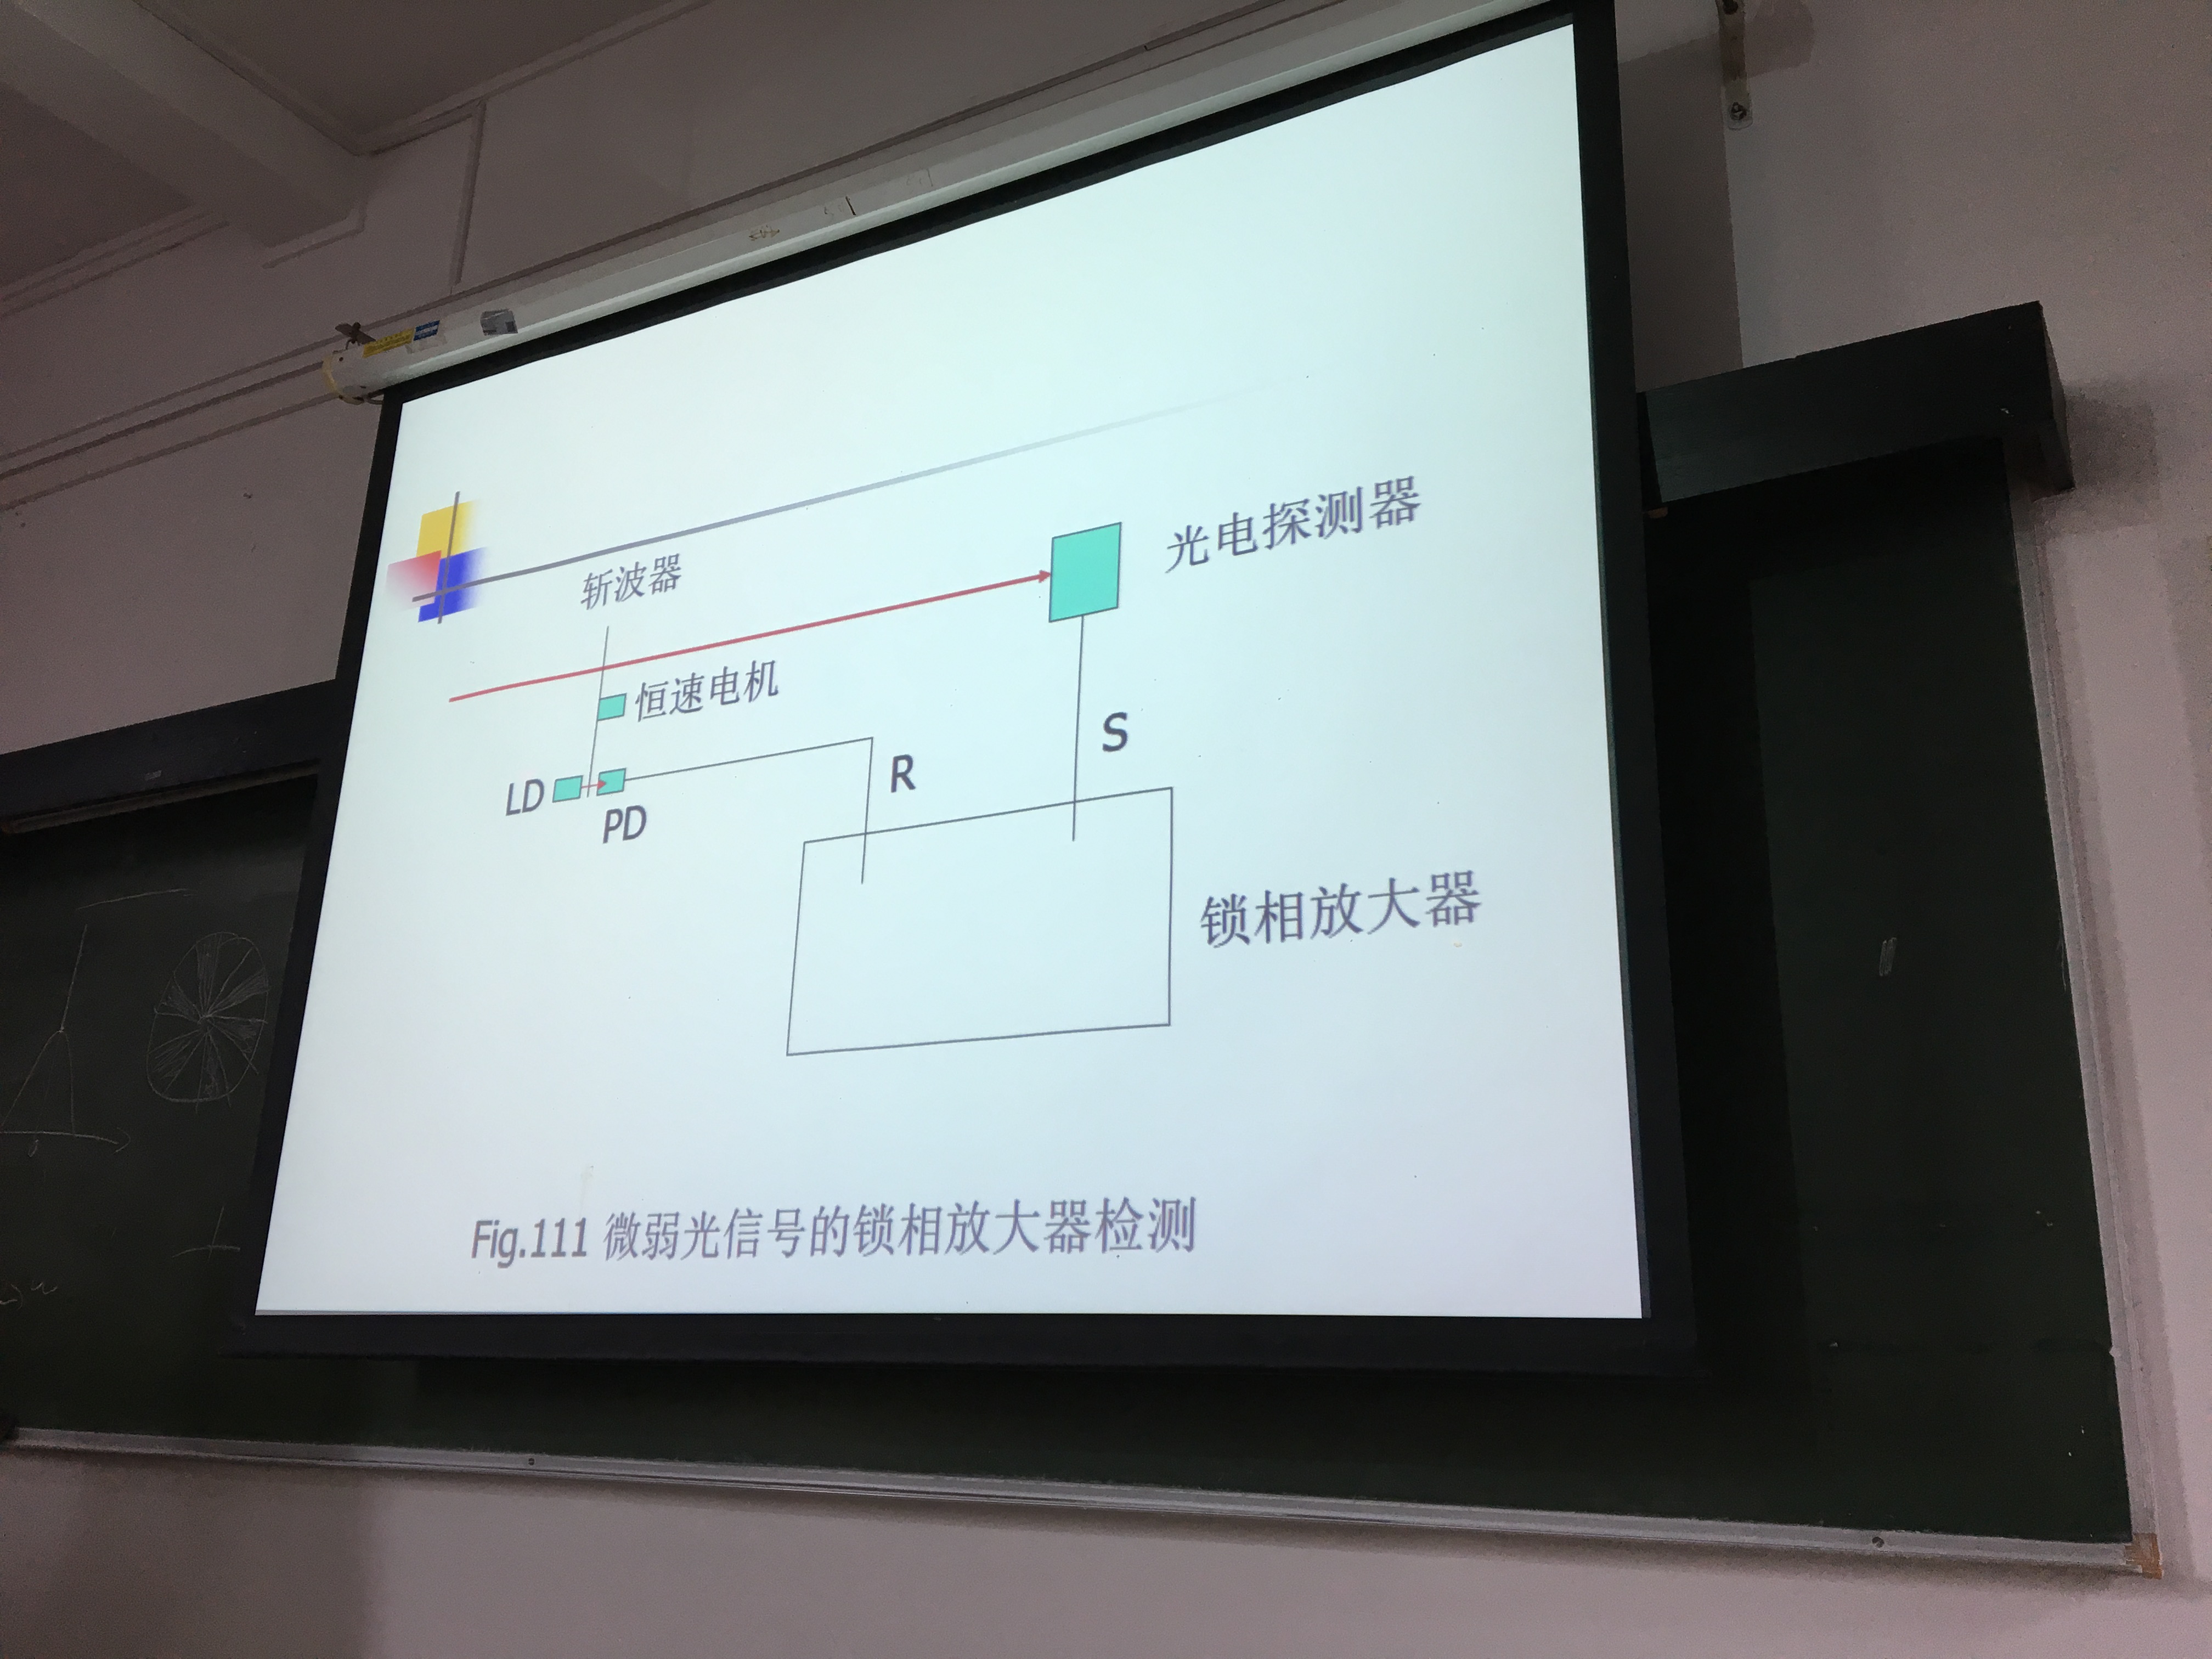 斩波器
光电探测器
恒速电机
LD
PD
R
S
锁相放大器
Fig.111 微弱光信号的锁相放大器检测